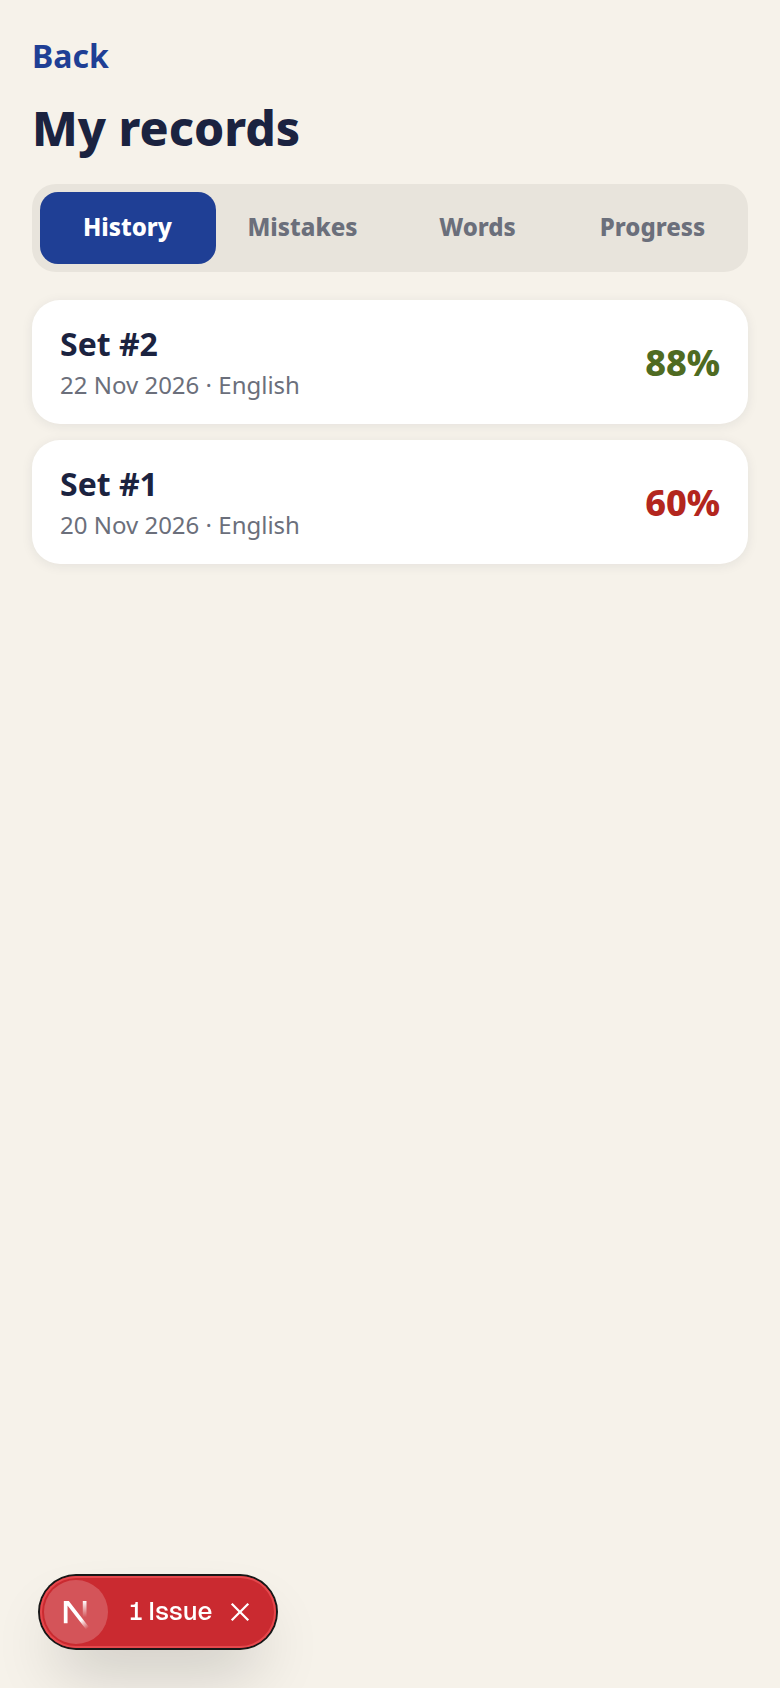 Back
My records
History Mistakes Words Progress
Set #2
22 Nov 2026 · English
88%
Set #1
20 Nov 2026 · English
60%
N 1 Issue